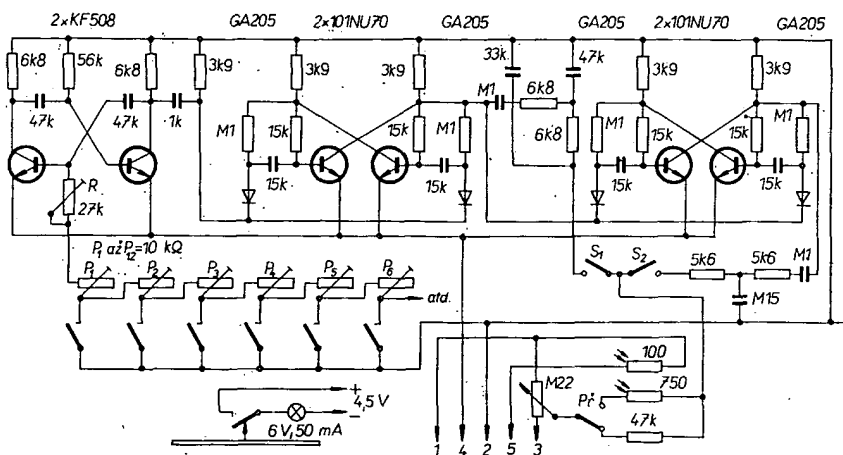 2×KF508
GA205
2×101NU70
GA205
GA205
2×101NU70
GA205
6k8
56k
6k8
3k9
3k9
3k9
33k
47k
3k9
3k9
47k
47k
1k
M1
15k
15k
M1
M1
6k8
6k8
M1
15k
15k
M1
15k
15k
15k
15k
R
27k
P1 až P12=10 kΩ
P1
P2
P3
P4
P5
P6
atd.
S1
S2
5k6
5k6
M1
M15
100
M22
750
Př
47k
+
4,5 V
−
6 V, 50 mA
1
4
2
5
3